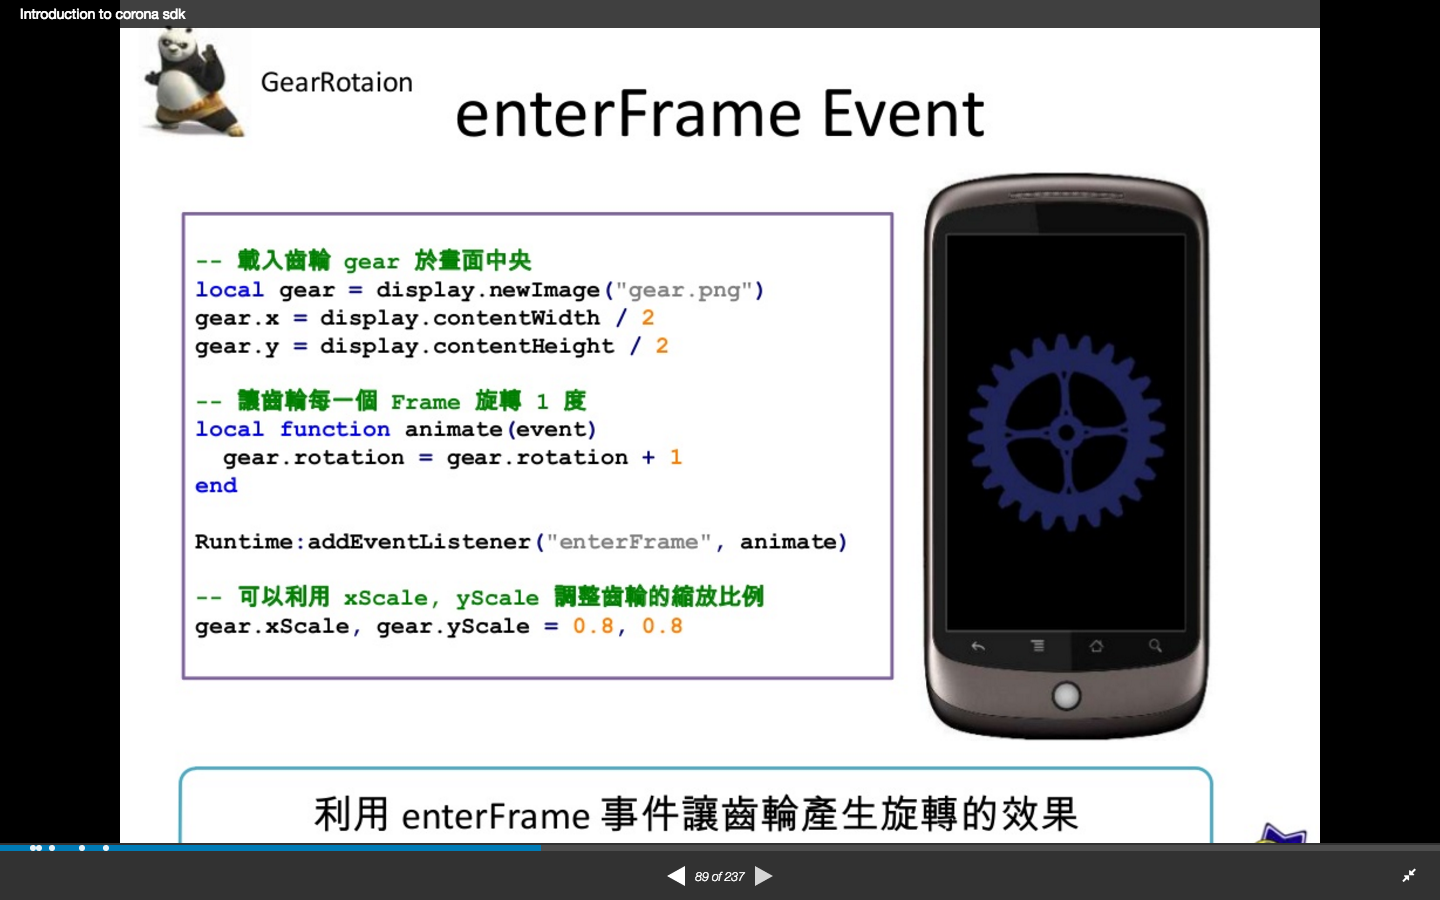 Introduction to corona sdk
GearRotaion
enterFrame Event
-- 載入齒輪 gear 於畫面中央
local gear = display.newImage("gear.png")
gear.x = display.contentWidth / 2
gear.y = display.contentHeight / 2
-- 讓齒輪每一個 Frame 旋轉 1 度
local function animate(event)
  gear.rotation = gear.rotation + 1
end
Runtime:addEventListener("enterFrame", animate)
-- 可以利用 xScale, yScale 調整齒輪的縮放比例
gear.xScale, gear.yScale = 0.8, 0.8
利用 enterFrame 事件讓齒輪產生旋轉的效果
89 of 237